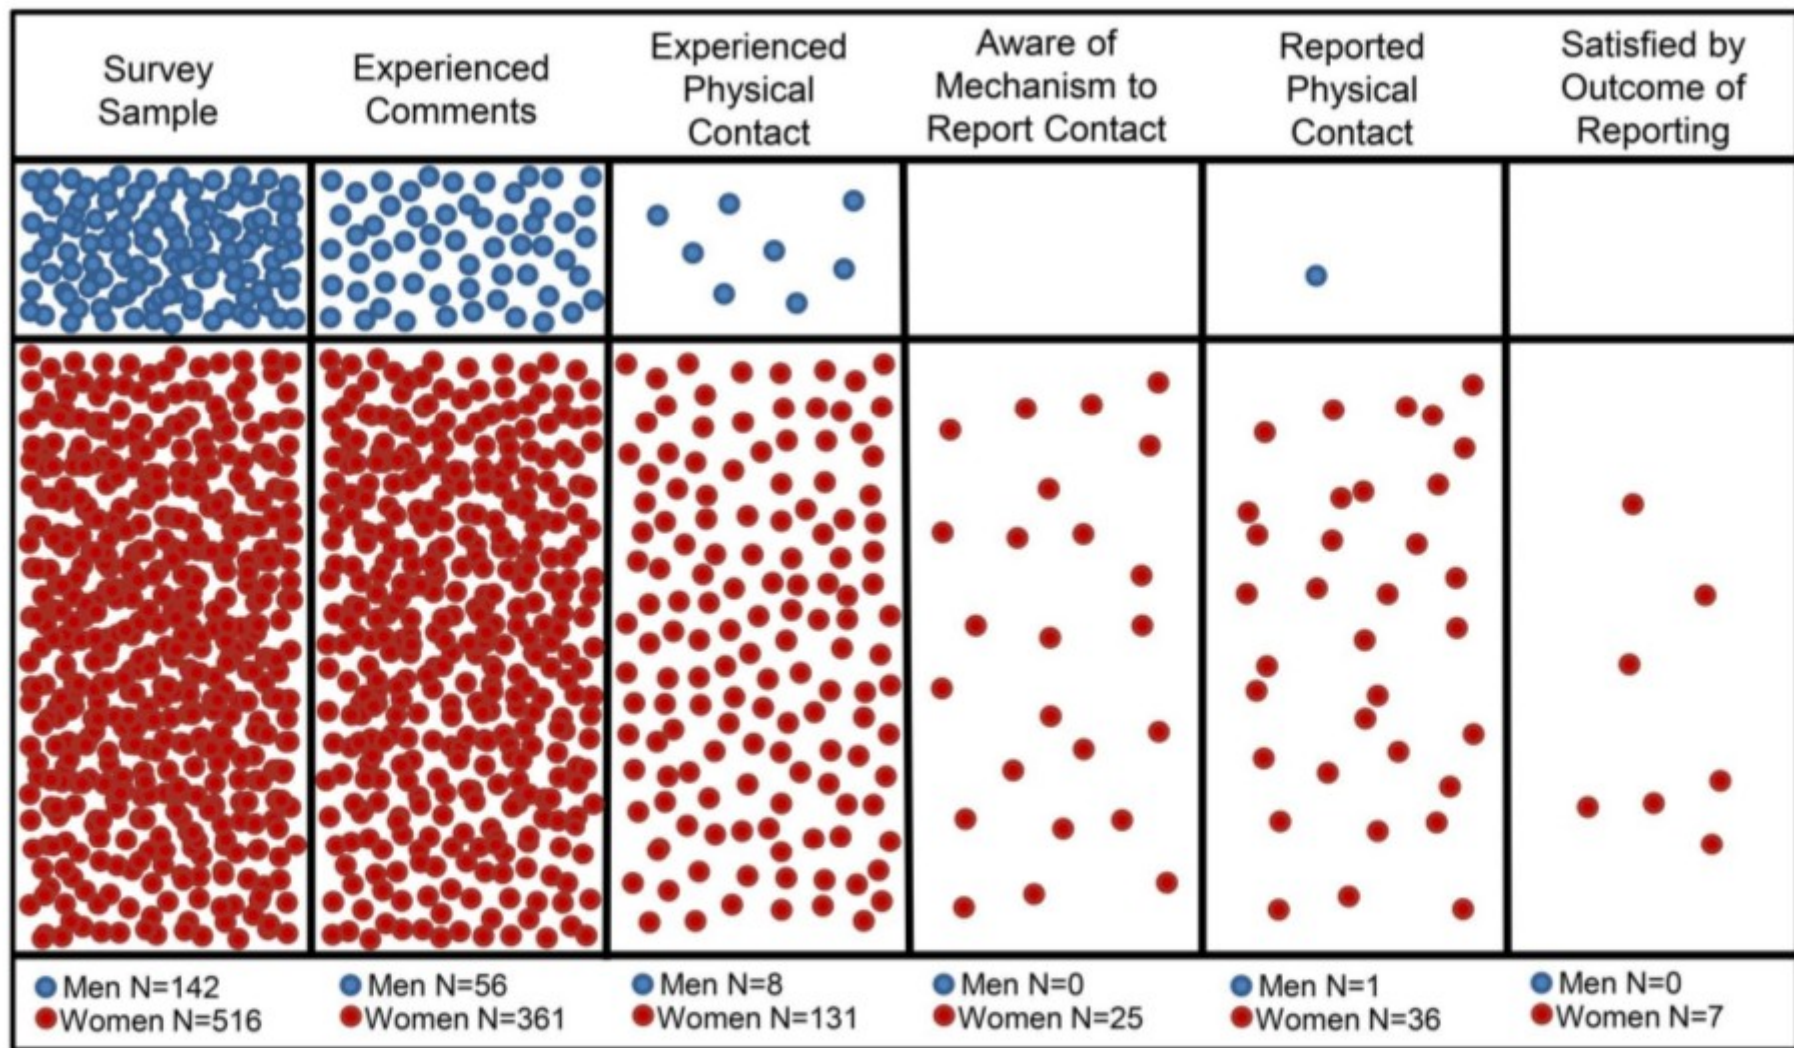 Survey
Sample
Experienced
Comments
Experienced
Physical
Contact
Aware of
Mechanism to
Report Contact
Reported
Physical
Contact
Satisfied by
Outcome of
Reporting
Men N=142
Women N=516
Men N=56
Women N=361
Men N=8
Women N=131
Men N=0
Women N=25
Men N=1
Women N=36
Men N=0
Women N=7